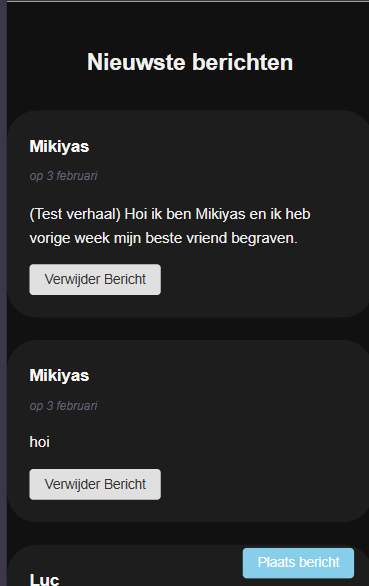 Nieuwste berichten
Mikiyas
op 3 februari
(Test verhaal) Hoi ik ben Mikiyas en ik heb
vorige week mijn beste vriend begraven.
Verwijder Bericht
Mikiyas
op 3 februari
hoi
Verwijder Bericht
Plaats bericht
Luc